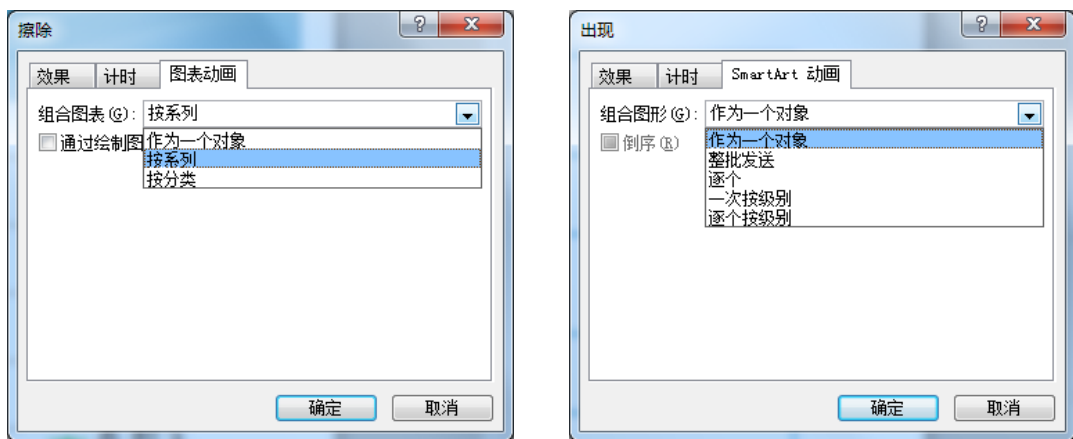 擦除
效果 计时 图表动画
组合图表(G): 按系列
通过绘制图
作为一个对象
按系列
按分类
确定 取消
出现
效果 计时 SmartArt 动画
组合图形(G): 作为一个对象
倒序(R)
作为一个对象
整批发送
逐个
一次按级别
逐个按级别
确定 取消